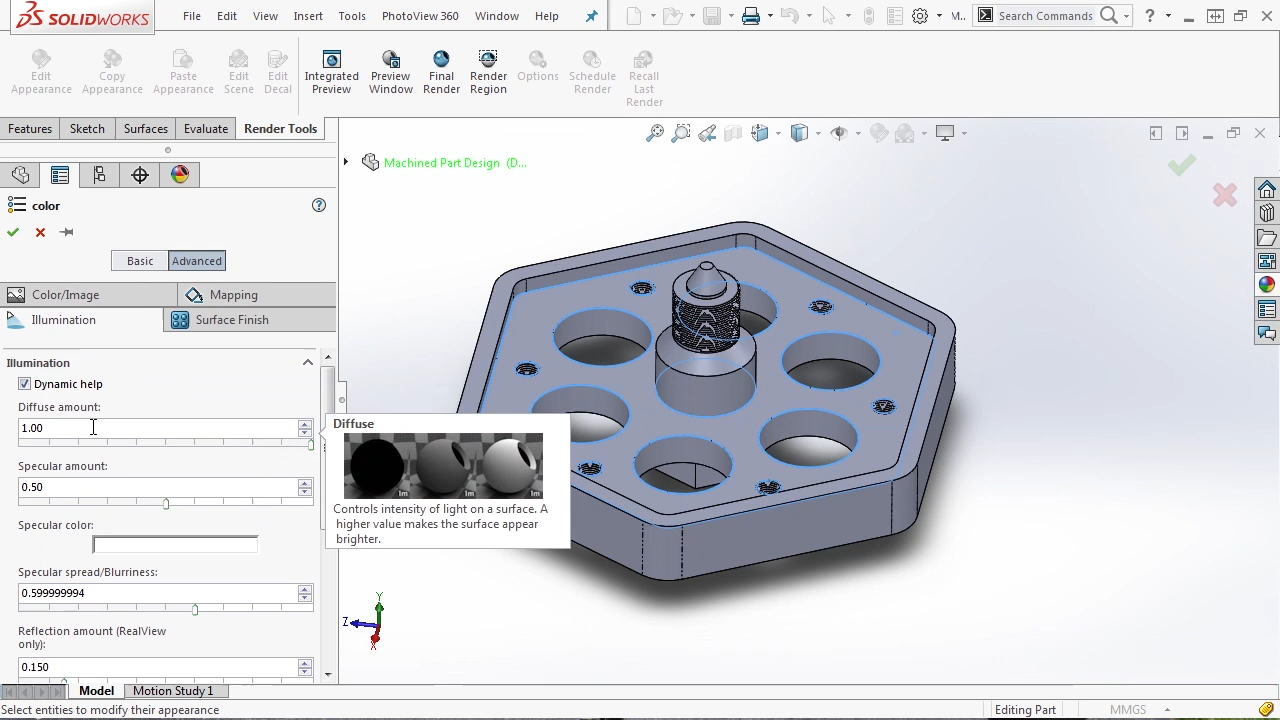 SOLIDWORKS
File Edit View Insert Tools PhotoView 360 Window Help
M.. Search Commands ?
Edit Appearance
Copy Appearance
Paste Appearance
Edit Scene
Edit Decal
Integrated Preview
Preview Window
Final Render
Render Region
Options
Schedule Render
Recall Last Render
Features Sketch Surfaces Evaluate Render Tools
Machined Part Design (D...
color
Basic Advanced
Color/Image Mapping
Illumination Surface Finish
Illumination
Dynamic help
Diffuse amount:
1.00
Specular amount:
0.50
Specular color:
Specular spread/Blurriness:
0.599999994
Reflection amount (RealView
only):
0.150
Diffuse
1m 1m 1m
Controls intensity of light on a surface. A
higher value makes the surface appear
brighter.
Y
Z
X
Model Motion Study 1
Select entities to modify their appearance Editing Part MMGS